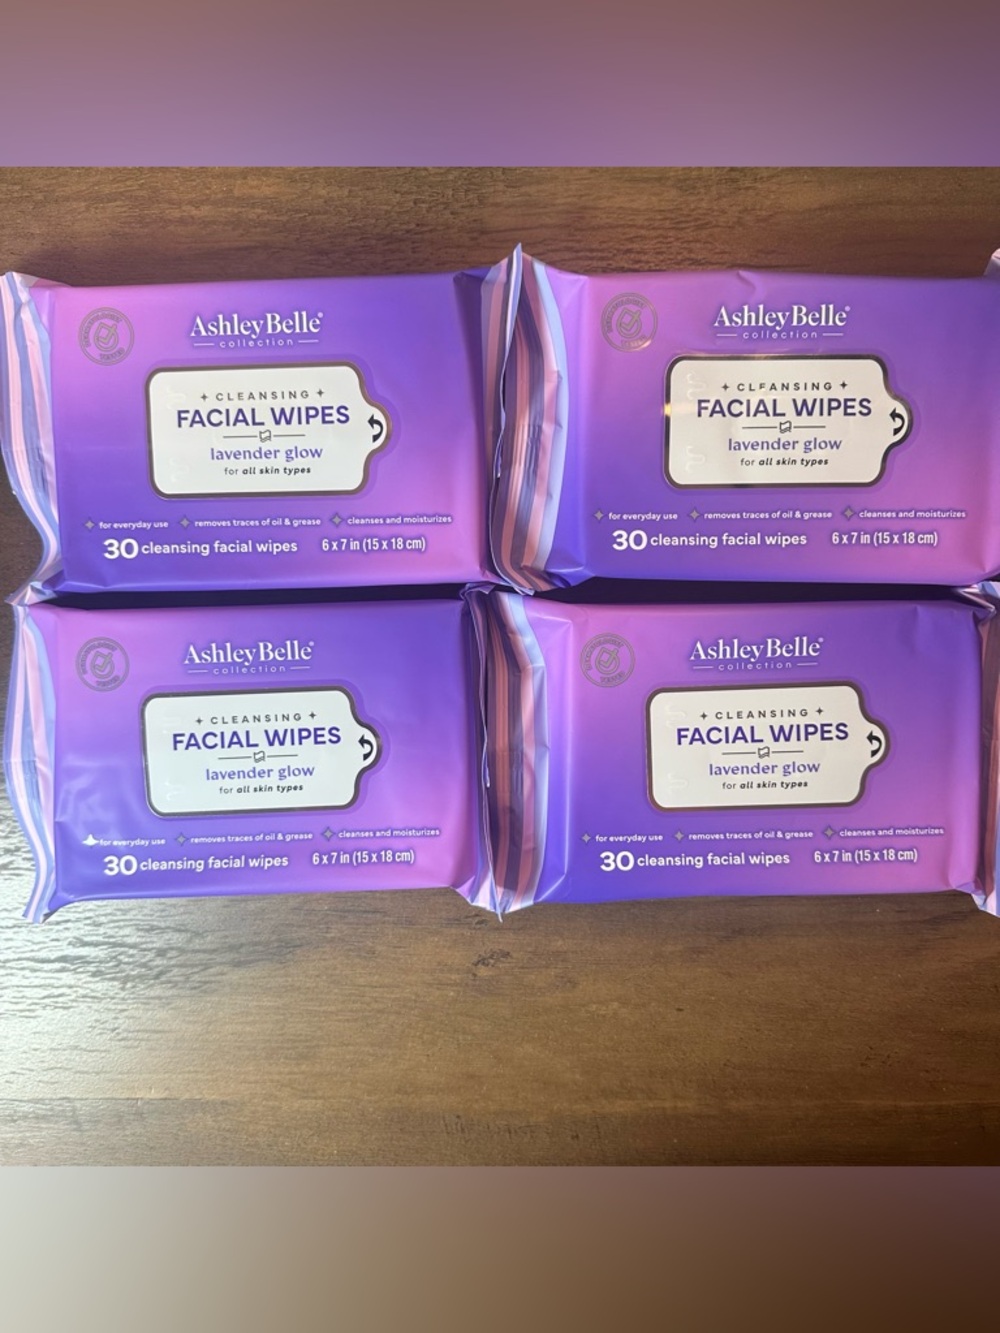 AshleyBelle®
collection
CLEANSING
FACIAL WIPES
lavender glow
for all skin types
for everyday use removes traces of oil & grease cleanses and moisturizes
30 cleansing facial wipes 6 x 7 in (15 x 18 cm)
TESTED
AshleyBelle®
collection
CLEANSING
FACIAL WIPES
lavender glow
for all skin types
for everyday use removes traces of oil & grease cleanses and moisturizes
30 cleansing facial wipes 6 x 7 in (15 x 18 cm)
AshleyBelle®
collection
CLEANSING
FACIAL WIPES
lavender glow
for all skin types
for everyday use removes traces of oil & grease cleanses and moisturizes
30 cleansing facial wipes 6 x 7 in (15 x 18 cm)
TESTED
AshleyBelle®
collection
CLEANSING
FACIAL WIPES
lavender glow
for all skin types
for everyday use removes traces of oil & grease cleanses and moisturizes
30 cleansing facial wipes 6 x 7 in (15 x 18 cm)
TESTED